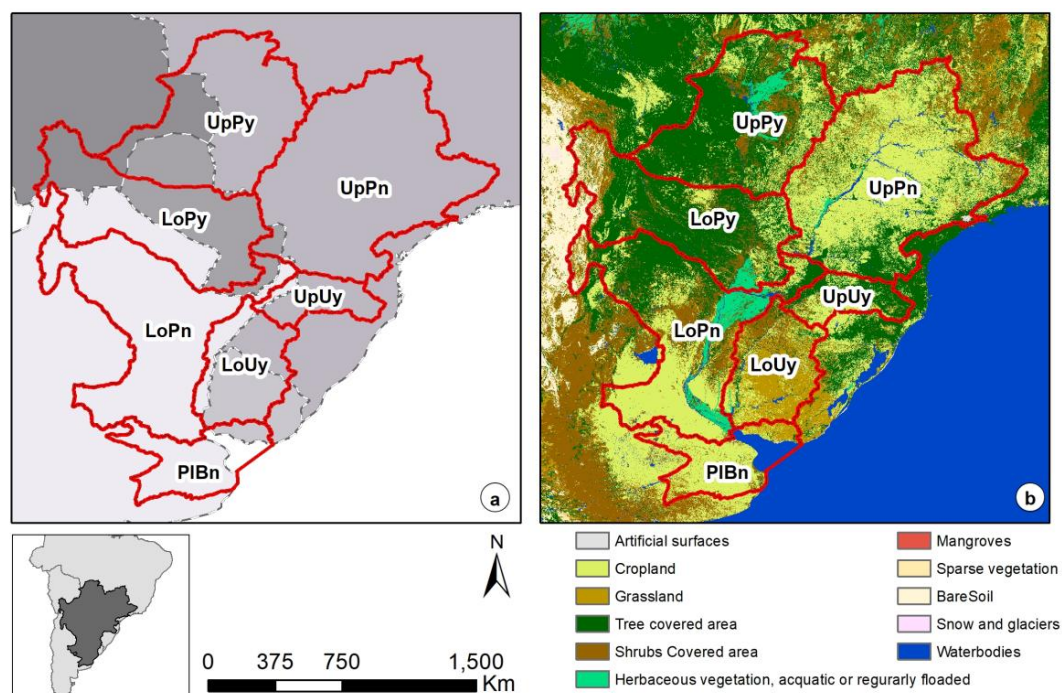 UpPy
UpPn
LoPy
UpUy
LoPn
LoUy
PlBn
a
UpPy
UpPn
LoPy
UpUy
LoPn
LoUy
PlBn
b
N
0 375 750 1,500
Km
Artificial surfaces
Cropland
Grassland
Tree covered area
Shrubs Covered area
Herbaceous vegetation, acquatic or regurarly floaded
Mangroves
Sparse vegetation
BareSoil
Snow and glaciers
Waterbodies